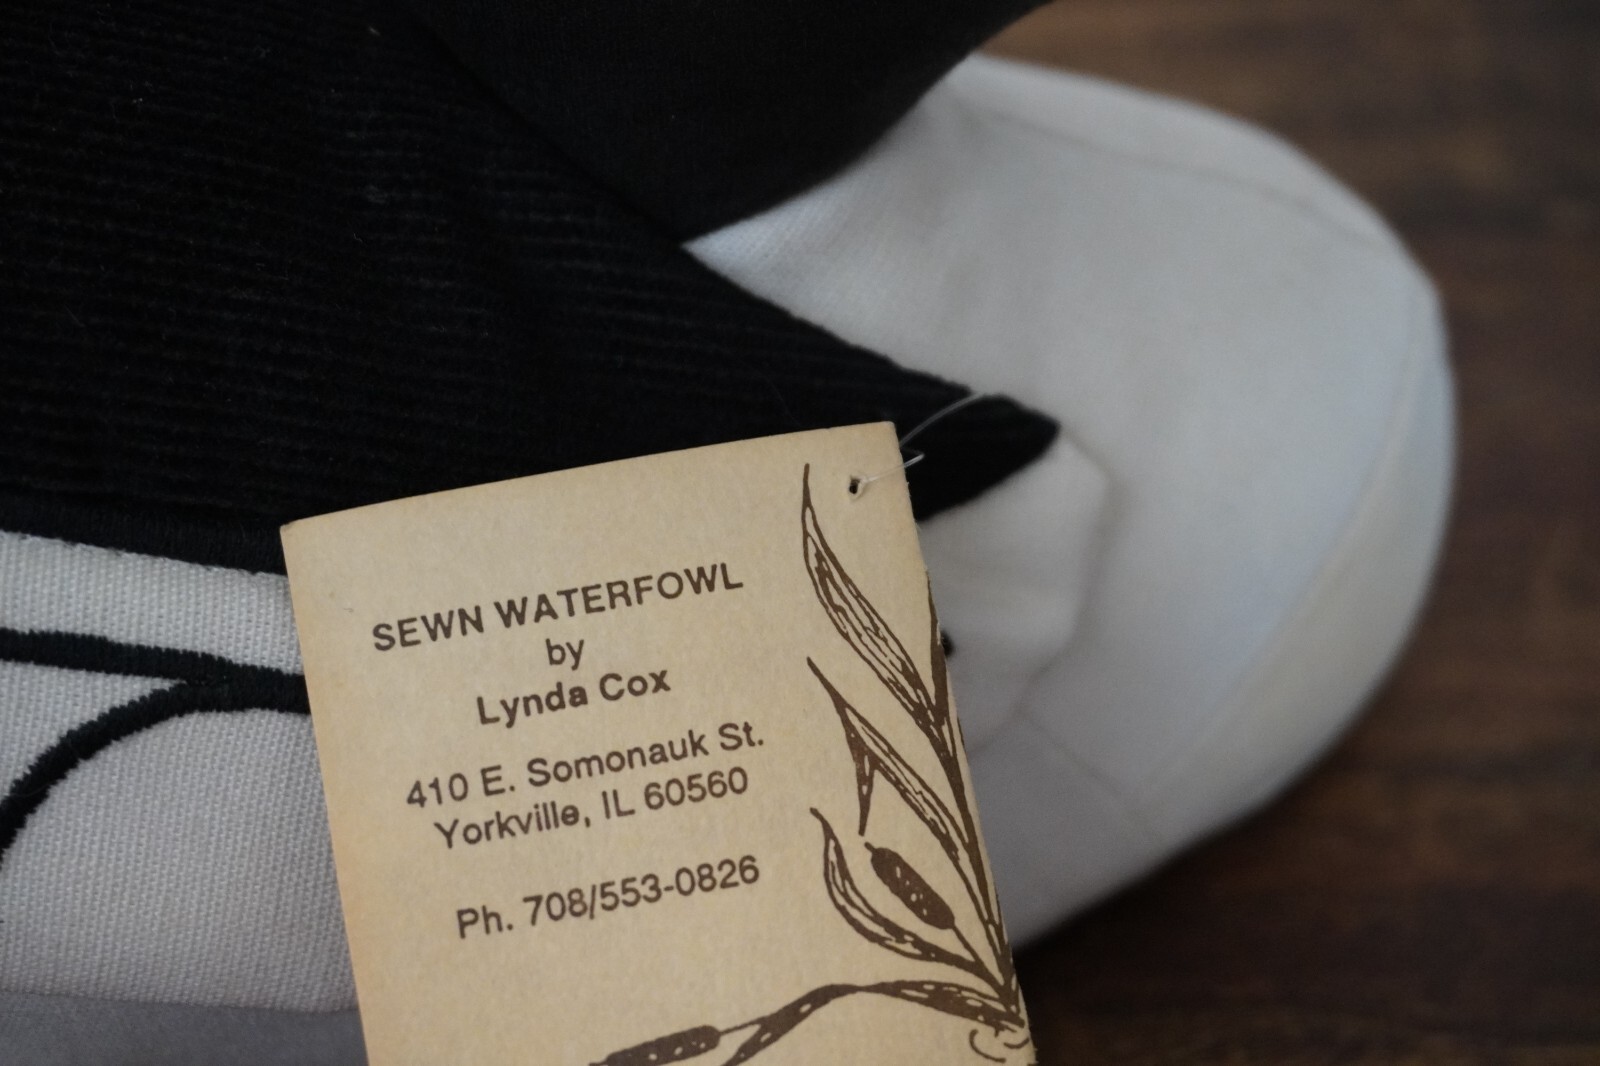 SEWN WATERFOWL
by
Lynda Cox
410 E. Somonauk St.
Yorkville, IL 60560
Ph. 708/553-0826